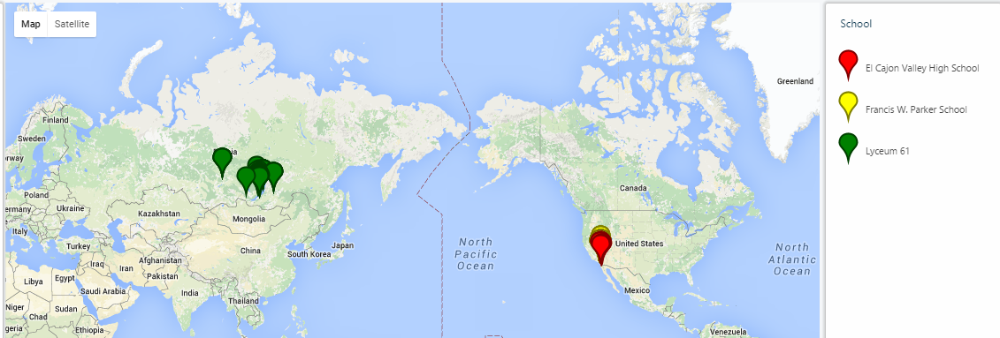 Map
Satellite
Greenland
Finland
Sweden
rway
Poland
ermany
Ukraine
Kazakhstan
Mongolia
Italy
Turkey
Japan
China
South Korea
Afghanistan
Iraq
Iran
Pakistan
Libya
Egypt
Saudi Arabia
India
Thailand
Niger
Chad
Sudan
geria
Ethiopia
Canada
United States
Mexico
Venezuela
North
Pacific
Ocean
North
Atlantic
Ocean
School
El Cajon Valley High School
Francis W. Parker School
Lyceum 61